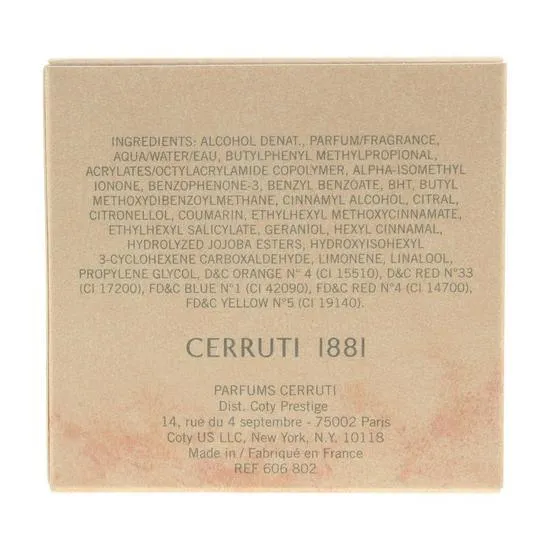 INGREDIENTS: ALCOHOL DENAT., PARFUM/FRAGRANCE,
AQUA/WATER/EAU, BUTYLPHENYL METHYLPROPIONAL,
ACRYLATES/OCTYLACRYLAMIDE COPOLYMER, ALPHA-ISOMETHYL
IONONE, BENZOPHENONE-3, BENZYL BENZOATE, BHT, BUTYL
METHOXYDIBENZOYLMETHANE, CINNAMYL ALCOHOL, CITRAL,
CITRONELLOL, COUMARIN, ETHYLHEXYL METHOXYCINNAMATE,
ETHYLHEXYL SALICYLATE, GERANIOL, HEXYL CINNAMAL,
HYDROLYZED JOJOBA ESTERS, HYDROXYISOHEXYL
3-CYCLOHEXENE CARBOXALDEHYDE, LIMONENE, LINALOOL,
PROPYLENE GLYCOL, D&C ORANGE N° 4 (CI 15510), D&C RED N°33
(CI 17200), FD&C BLUE N°1 (CI 42090), FD&C RED N°4 (CI 14700),
FD&C YELLOW N°5 (CI 19140).
CERRUTI 1881
PARFUMS CERRUTI
Dist. Coty Prestige
14, rue du 4 septembre - 75002 Paris
Coty US LLC, New York, N.Y. 10118
Made in / Fabriqué en France
REF 606 802